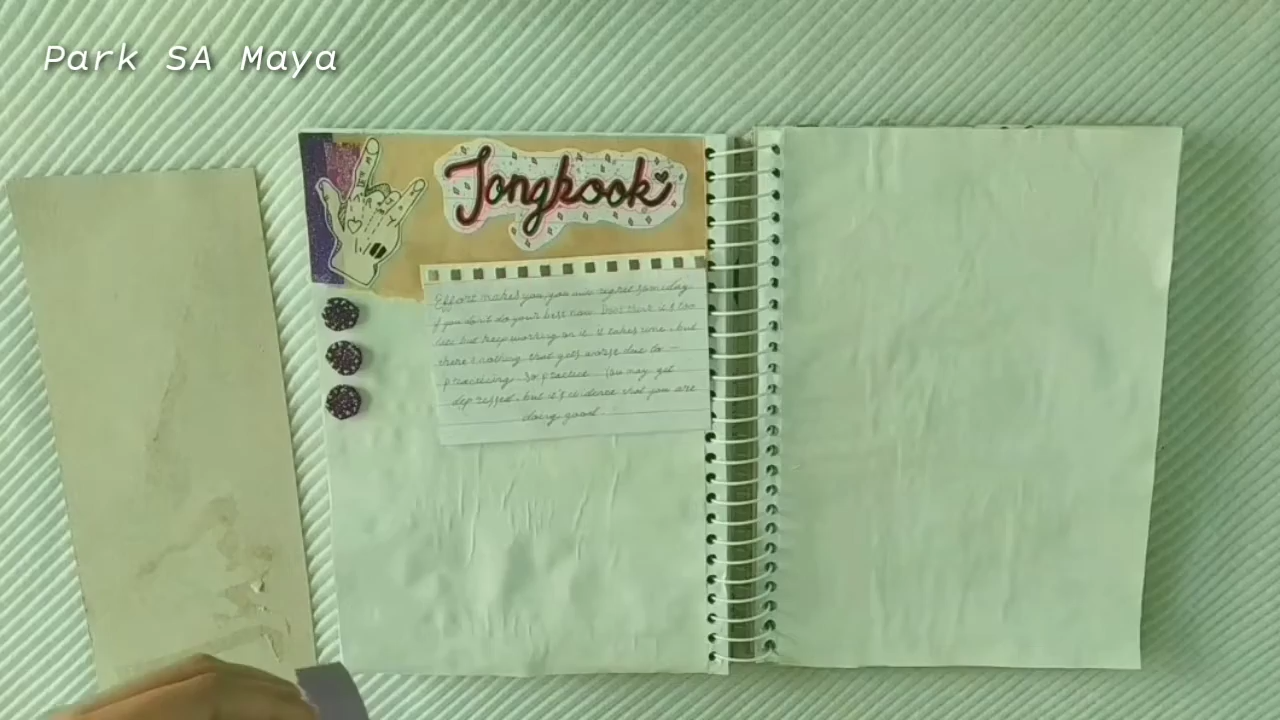 Park SA Maya
Jongkook
Effort makes you, you will regret someday
if you don't do your best now. Don't think it's too
late but keep working on it. It takes time, but
there's nothing that gets worse due to —
practicing. So practice. You may get
depressed, but it's evidence that you are
doing good.